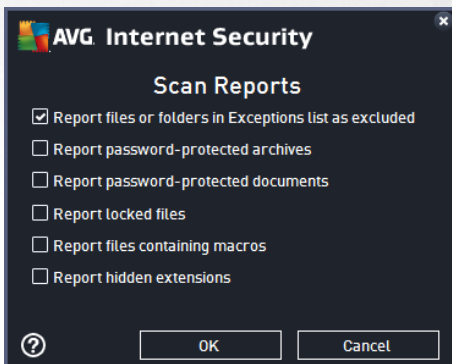 AVG Internet Security
Scan Reports
Report files or folders in Exceptions list as excluded
Report password-protected archives
Report password-protected documents
Report locked files
Report files containing macros
Report hidden extensions
? OK Cancel